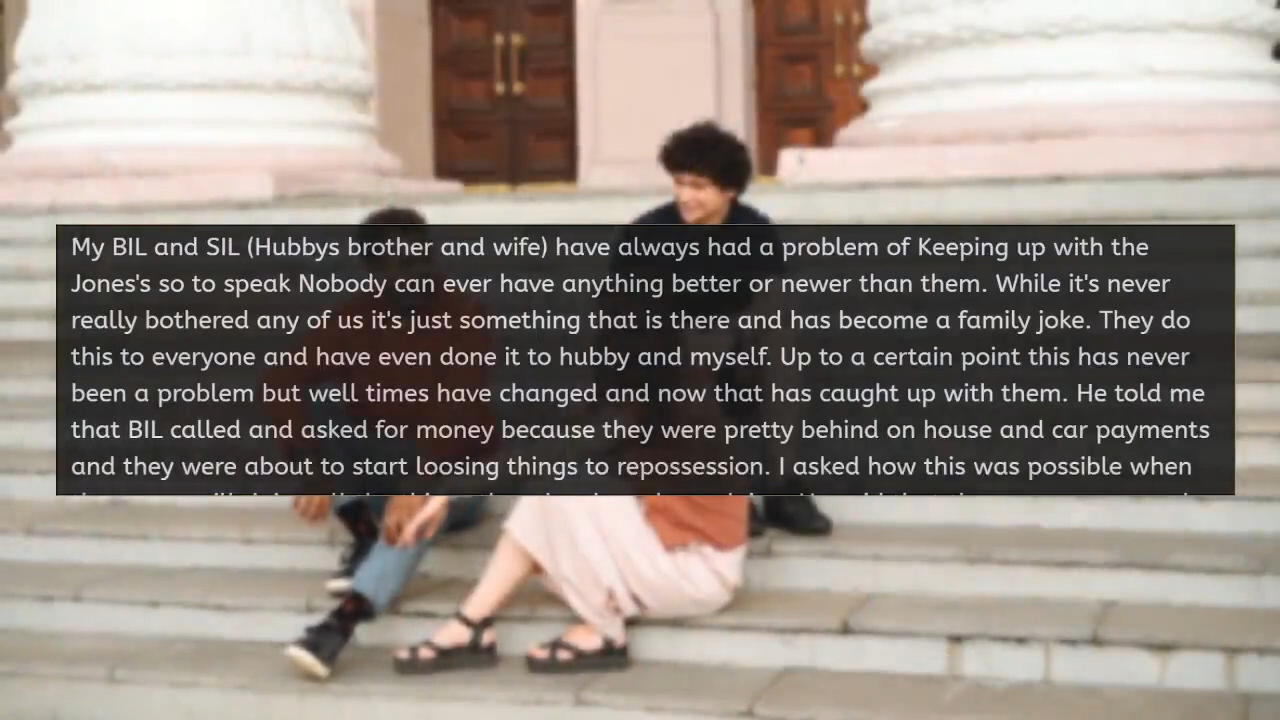 My BIL and SIL (Hubbys brother and wife) have always had a problem of Keeping up with the
Jones's so to speak Nobody can ever have anything better or newer than them. While it's never
really bothered any of us it's just something that is there and has become a family joke. They do
this to everyone and have even done it to hubby and myself. Up to a certain point this has never
been a problem but well times have changed and now that has caught up with them. He told me
that BIL called and asked for money because they were pretty behind on house and car payments
and they were about to start loosing things to repossession. I asked how this was possible when